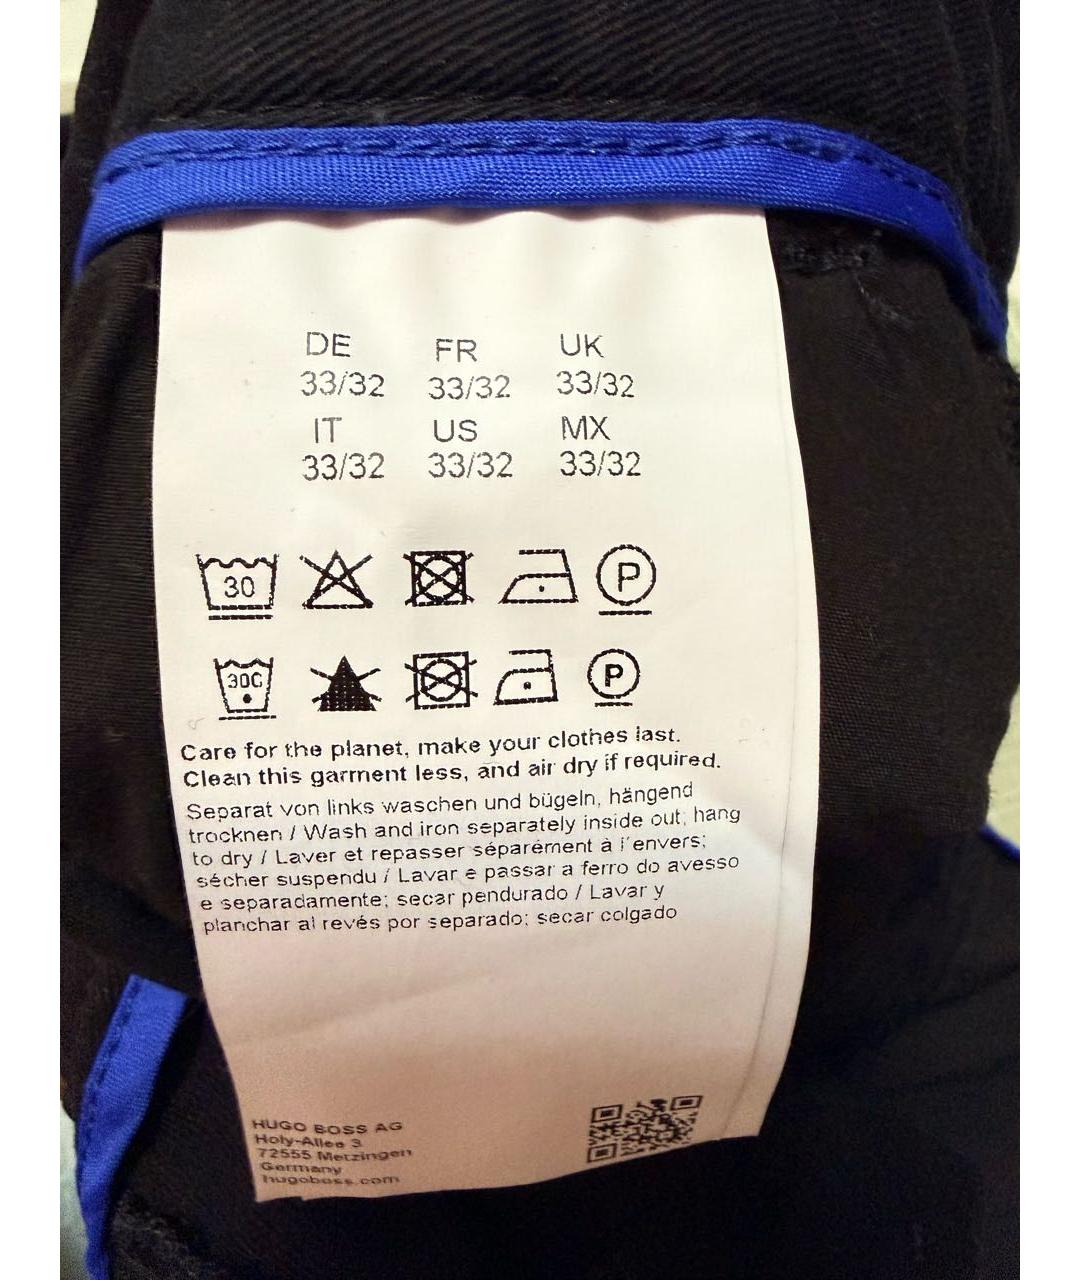 DE FR UK
33/32 33/32 33/32
IT US MX
33/32 33/32 33/32
30 P
30C P
Care for the planet, make your clothes last.
Clean this garment less, and air dry if required.
Separat von links waschen und bügeln, hängend
trocknen / Wash and iron separately inside out; hang
to dry / Laver et repasser séparément à l'envers;
sécher suspendu / Lavar e passar a ferro do avesso
e separadamente; secar pendurado / Lavar y
planchar al revés por separado; secar colgado
HUGO BOSS AG
Holy-Allee 3
72555 Metzingen
Germany
hugoboss.com